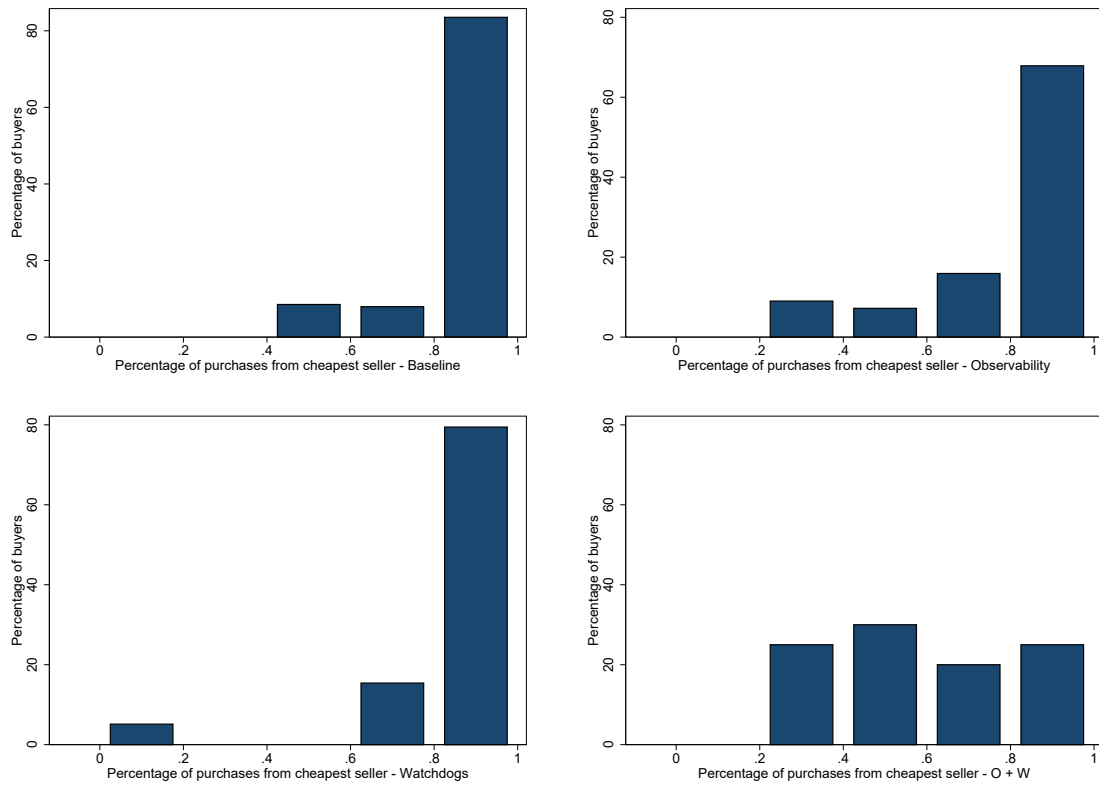 Percentage of buyers
80
60
40
20
0
0 .2 .4 .6 .8 1
Percentage of purchases from cheapest seller - Baseline
Percentage of buyers
80
60
40
20
0
0 .2 .4 .6 .8 1
Percentage of purchases from cheapest seller - Observability
Percentage of buyers
80
60
40
20
0
0 .2 .4 .6 .8 1
Percentage of purchases from cheapest seller - Watchdogs
Percentage of buyers
80
60
40
20
0
0 .2 .4 .6 .8 1
Percentage of purchases from cheapest seller - O + W